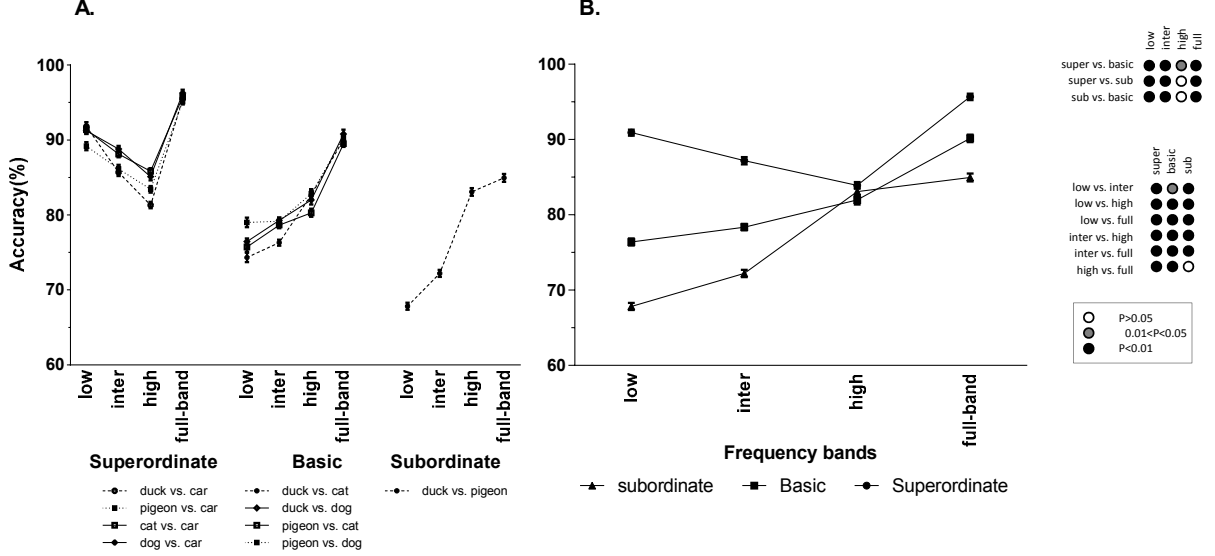 A.
Accuracy(%)
100
90
80
70
60
low
inter
high
full-band
low
inter
high
full-band
low
inter
high
full-band
Superordinate
Basic
Subordinate
duck vs. car
pigeon vs. car
cat vs. car
dog vs. car
duck vs. cat
duck vs. dog
pigeon vs. cat
pigeon vs. dog
duck vs. pigeon
B.
100
90
80
70
60
low
inter
high
full-band
Frequency bands
subordinate
Basic
Superordinate
low
inter
high
full
super vs. basic
super vs. sub
sub vs. basic
super
basic
sub
low vs. inter
low vs. high
low vs. full
inter vs. high
inter vs. full
high vs. full
P>0.05
0.01<P<0.05
P<0.01